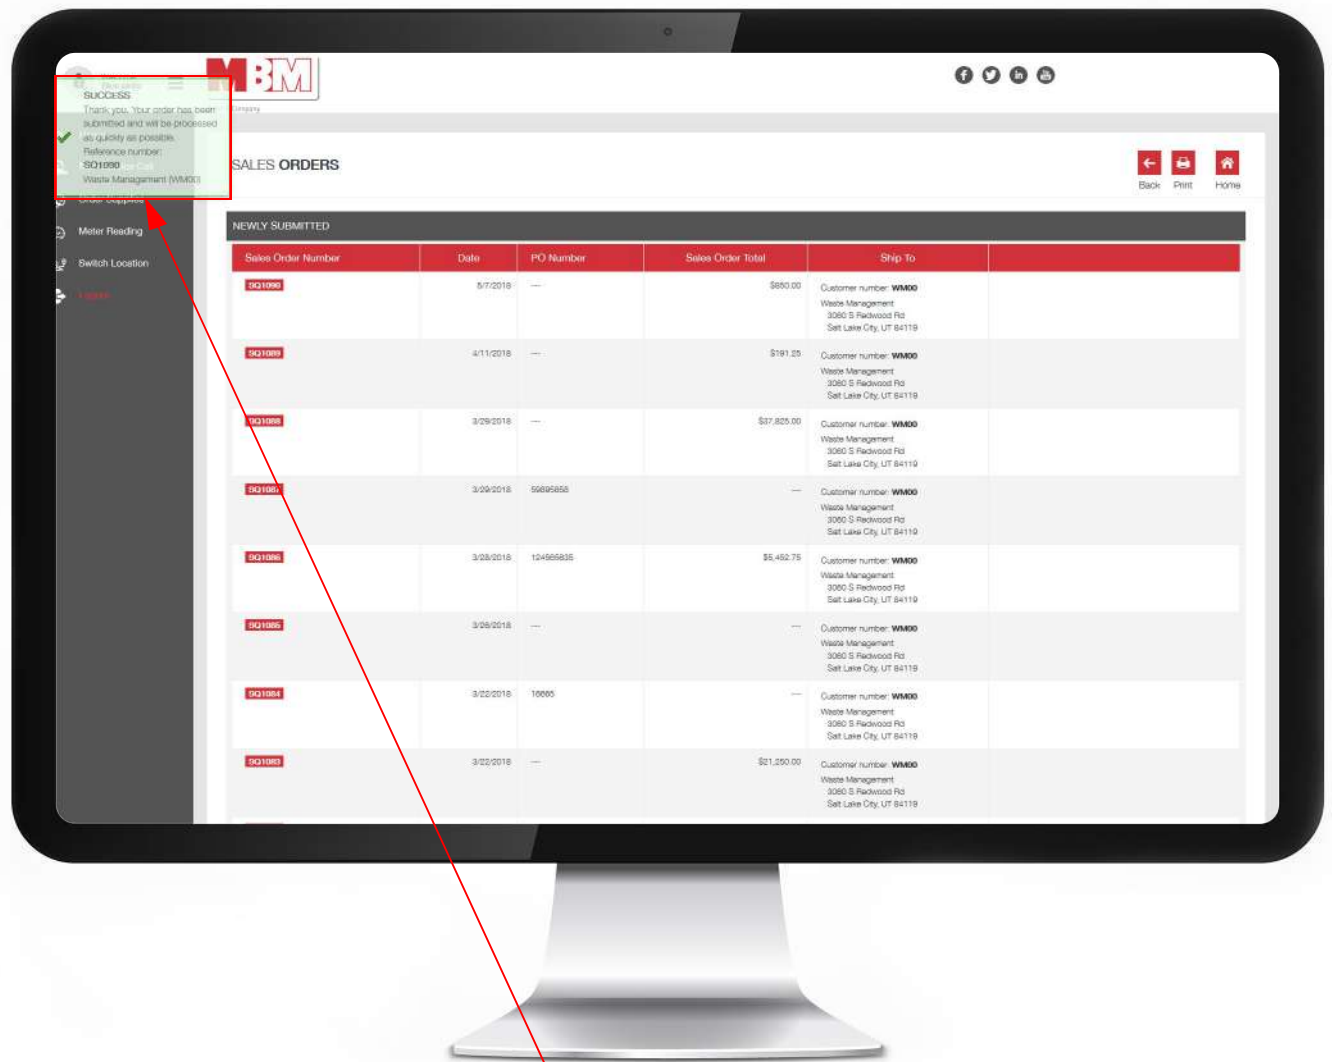 MBM
Company
SUCCESS
Thank you. Your order has been
submitted and will be processed
as quickly as possible.
Reference number:
SQ1090
Waste Management (WM00)
Order Supplies
Meter Reading
Switch Location
Logout
SALES ORDERS
Back Print Home
NEWLY SUBMITTED
Sales Order Number Date PO Number Sales Order Total Ship To
SQ1090 5/7/2018 --- $850.00 Customer number: WM00
Waste Management
3060 S Redwood Rd
Salt Lake City, UT 84119
SQ1089 4/11/2018 --- $191.25 Customer number: WM00
Waste Management
3060 S Redwood Rd
Salt Lake City, UT 84119
SQ1088 3/29/2018 --- $37,825.00 Customer number: WM00
Waste Management
3060 S Redwood Rd
Salt Lake City, UT 84119
SQ1087 3/29/2018 59895858 --- Customer number: WM00
Waste Management
3060 S Redwood Rd
Salt Lake City, UT 84119
SQ1086 3/28/2018 124565835 $5,452.75 Customer number: WM00
Waste Management
3060 S Redwood Rd
Salt Lake City, UT 84119
SQ1085 3/26/2018 --- --- Customer number: WM00
Waste Management
3060 S Redwood Rd
Salt Lake City, UT 84119
SQ1084 3/22/2018 16665 --- Customer number: WM00
Waste Management
3060 S Redwood Rd
Salt Lake City, UT 84119
SQ1083 3/22/2018 --- $21,250.00 Customer number: WM00
Waste Management
3060 S Redwood Rd
Salt Lake City, UT 84119